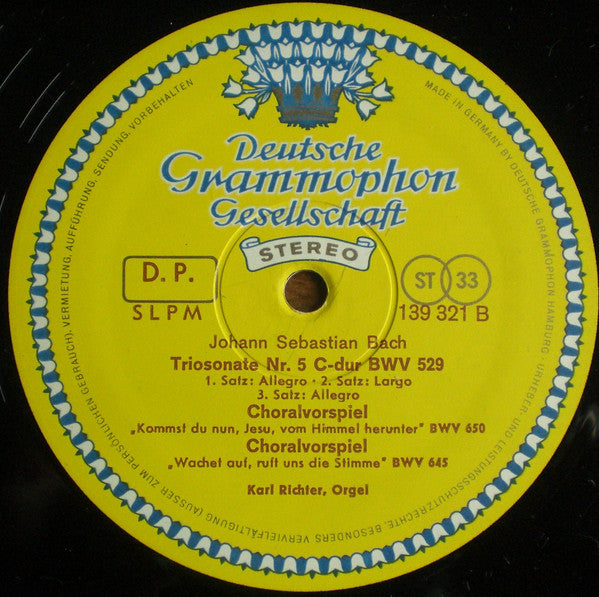 Deutsche
Grammophon
Gesellschaft
STEREO
D. P.
SLPM
ST 33
139 321 B
Johann Sebastian Bach
Triosonate Nr. 5 C-dur BWV 529
1. Satz: Allegro · 2. Satz: Largo
3. Satz: Allegro
Choralvorspiel
„Kommst du nun, Jesu, vom Himmel herunter" BWV 650
Choralvorspiel
„Wachet auf, ruft uns die Stimme" BWV 645
Karl Richter, Orgel
MADE IN GERMANY BY DEUTSCHE GRAMMOPHON HAMBURG. URHEBER- UND LEISTUNGSSCHUTZRECHTE, BESONDERS VERVIELFÄLTIGUNG (AUSSER ZUM PERSÖNLICHEN GEBRAUCH), VERMIETUNG, AUFFÜHRUNG, SENDUNG, VORBEHALTEN